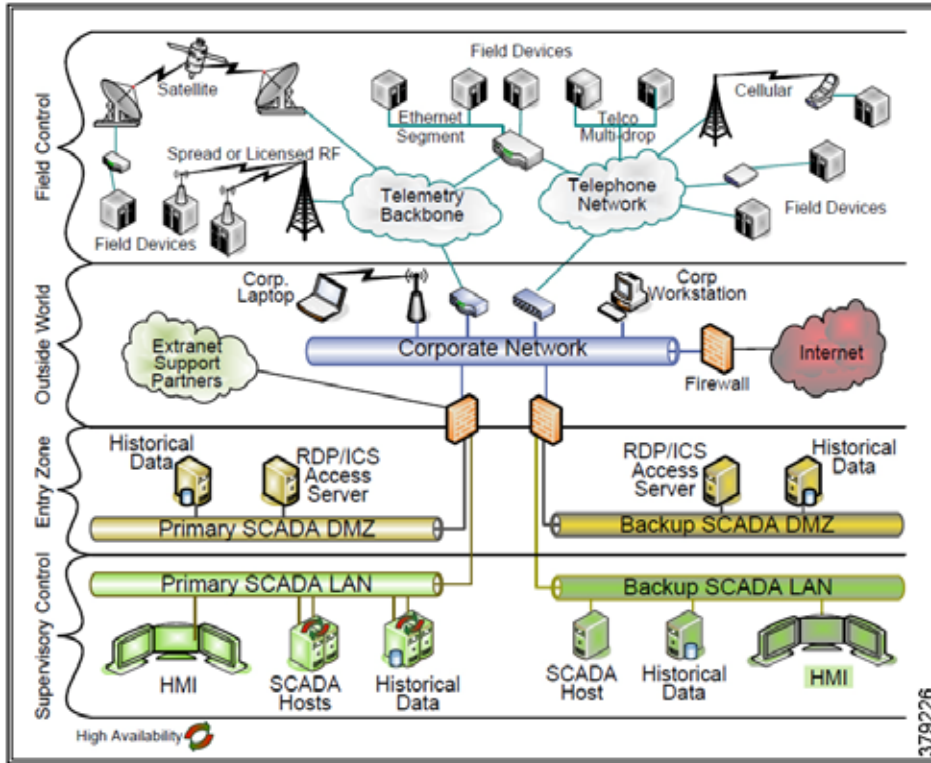 Field Control
Field Devices
Satellite
Ethernet
Segment
Telco
Multi-drop
Cellular
Spread or Licensed RF
Telemetry
Backbone
Telephone
Network
Field Devices
Field Devices
Outside World
Corp.
Laptop
Corp
Workstation
Extranet
Support
Partners
Corporate Network
Firewall
Internet
Entry Zone
Historical
Data
RDP/ICS
Access
Server
RDP/ICS
Access
Server
Historical
Data
Primary SCADA DMZ
Backup SCADA DMZ
Supervisory Control
Primary SCADA LAN
Backup SCADA LAN
HMI
SCADA
Hosts
Historical
Data
SCADA
Host
Historical
Data
HMI
High Availability
379226